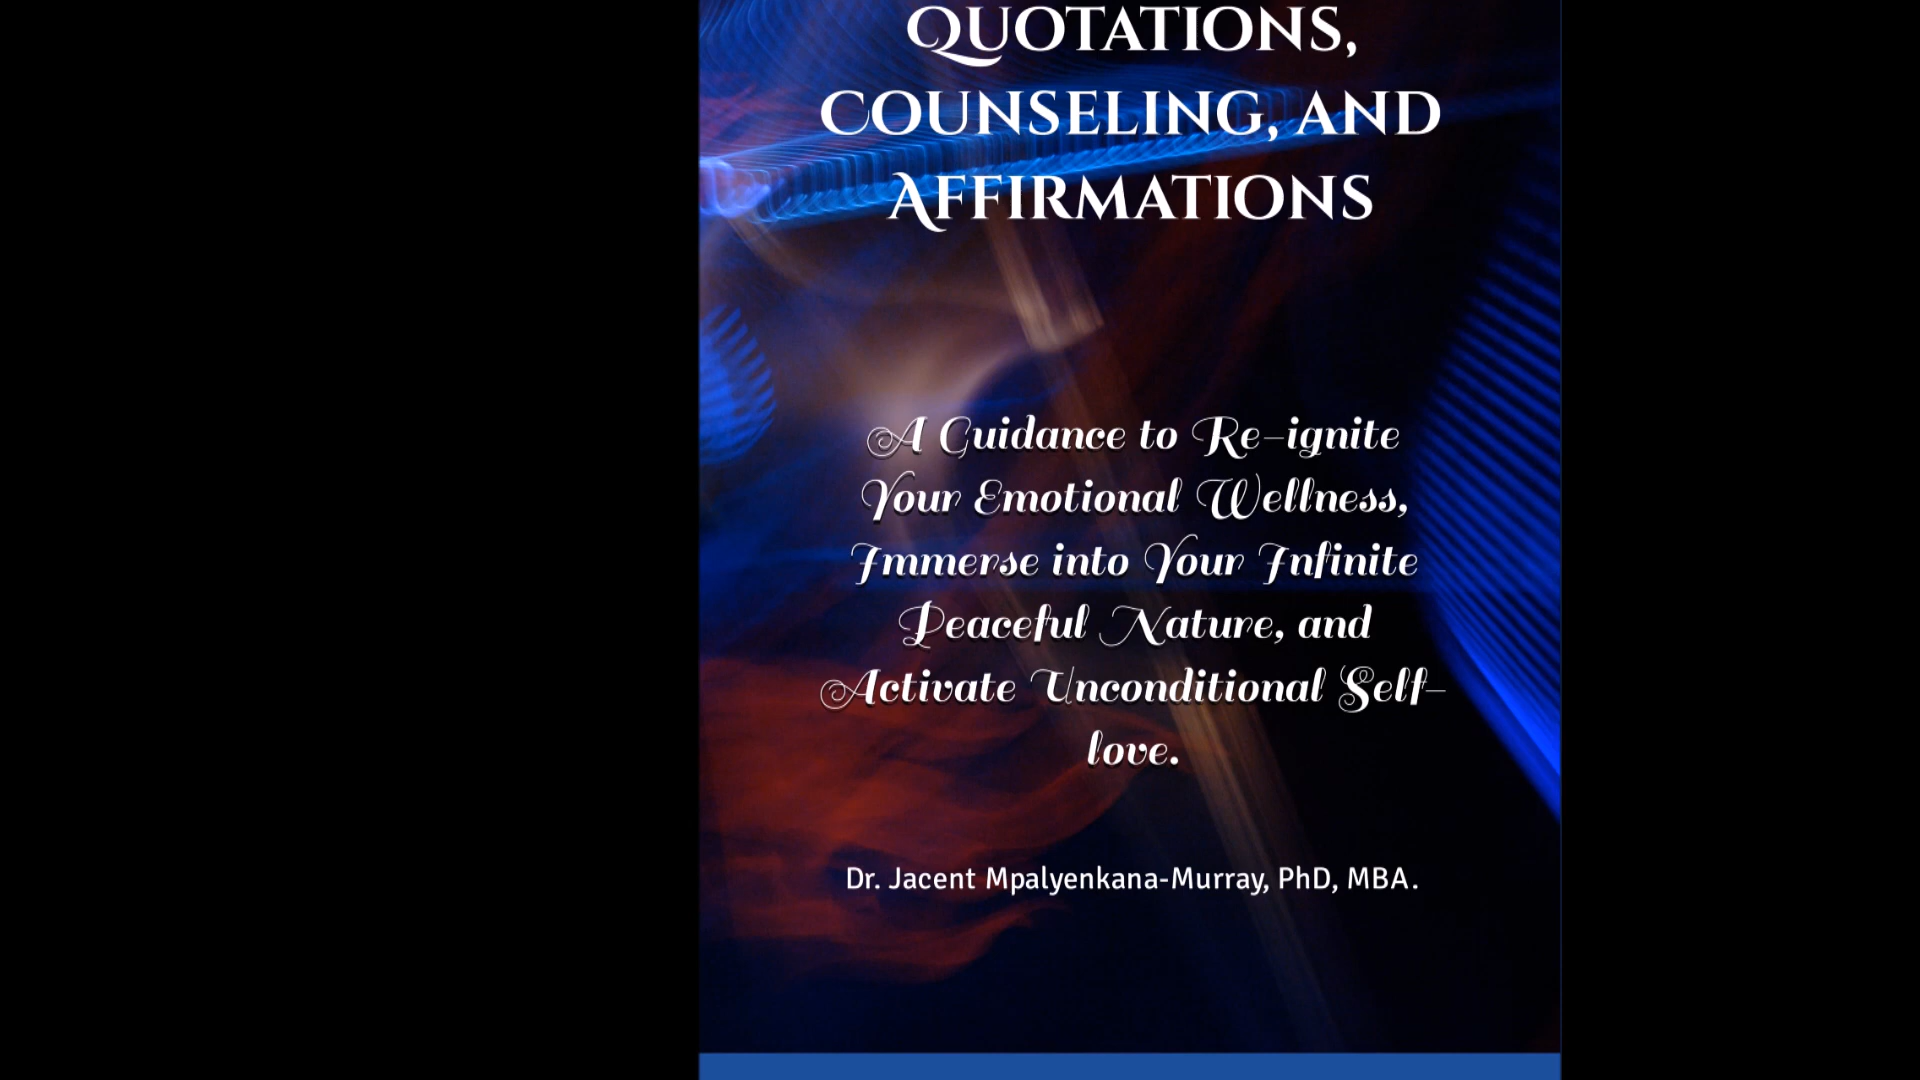 QUOTATIONS,
COUNSELING, AND
AFFIRMATIONS
A Guidance to Re-ignite
Your Emotional Wellness,
Immerse into Your Infinite
Peaceful Nature, and
Activate Unconditional Self-
love.
Dr. Jacent Mpalyenkana-Murray, PhD, MBA.